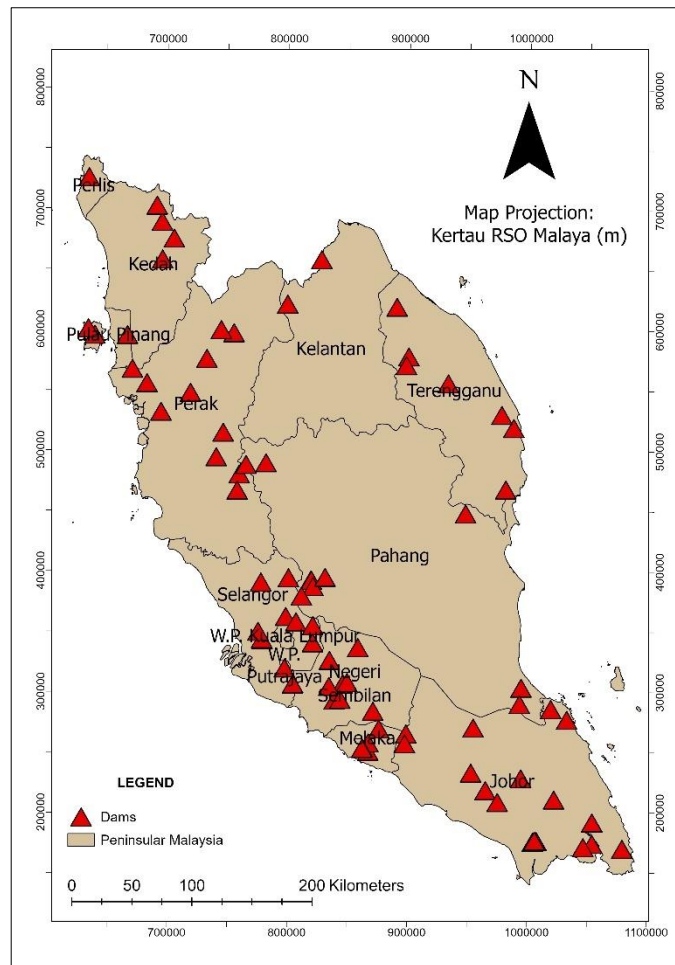 700000 800000 900000 1000000
800000
800000
N
Map Projection:
Kertau RSO Malaya (m)
Perlis
700000
700000
Kedah
600000
600000
Pulau Pinang
Kelantan
Terengganu
Perak
500000
500000
Pahang
400000
400000
Selangor
W.P. Kuala Lumpur
W.P.
Putrajaya
Negeri
Sembilan
300000
300000
Melaka
Johor
LEGEND
Dams
Peninsular Malaysia
200000
200000
0 50 100 200 Kilometers
700000 800000 900000 1000000 1100000